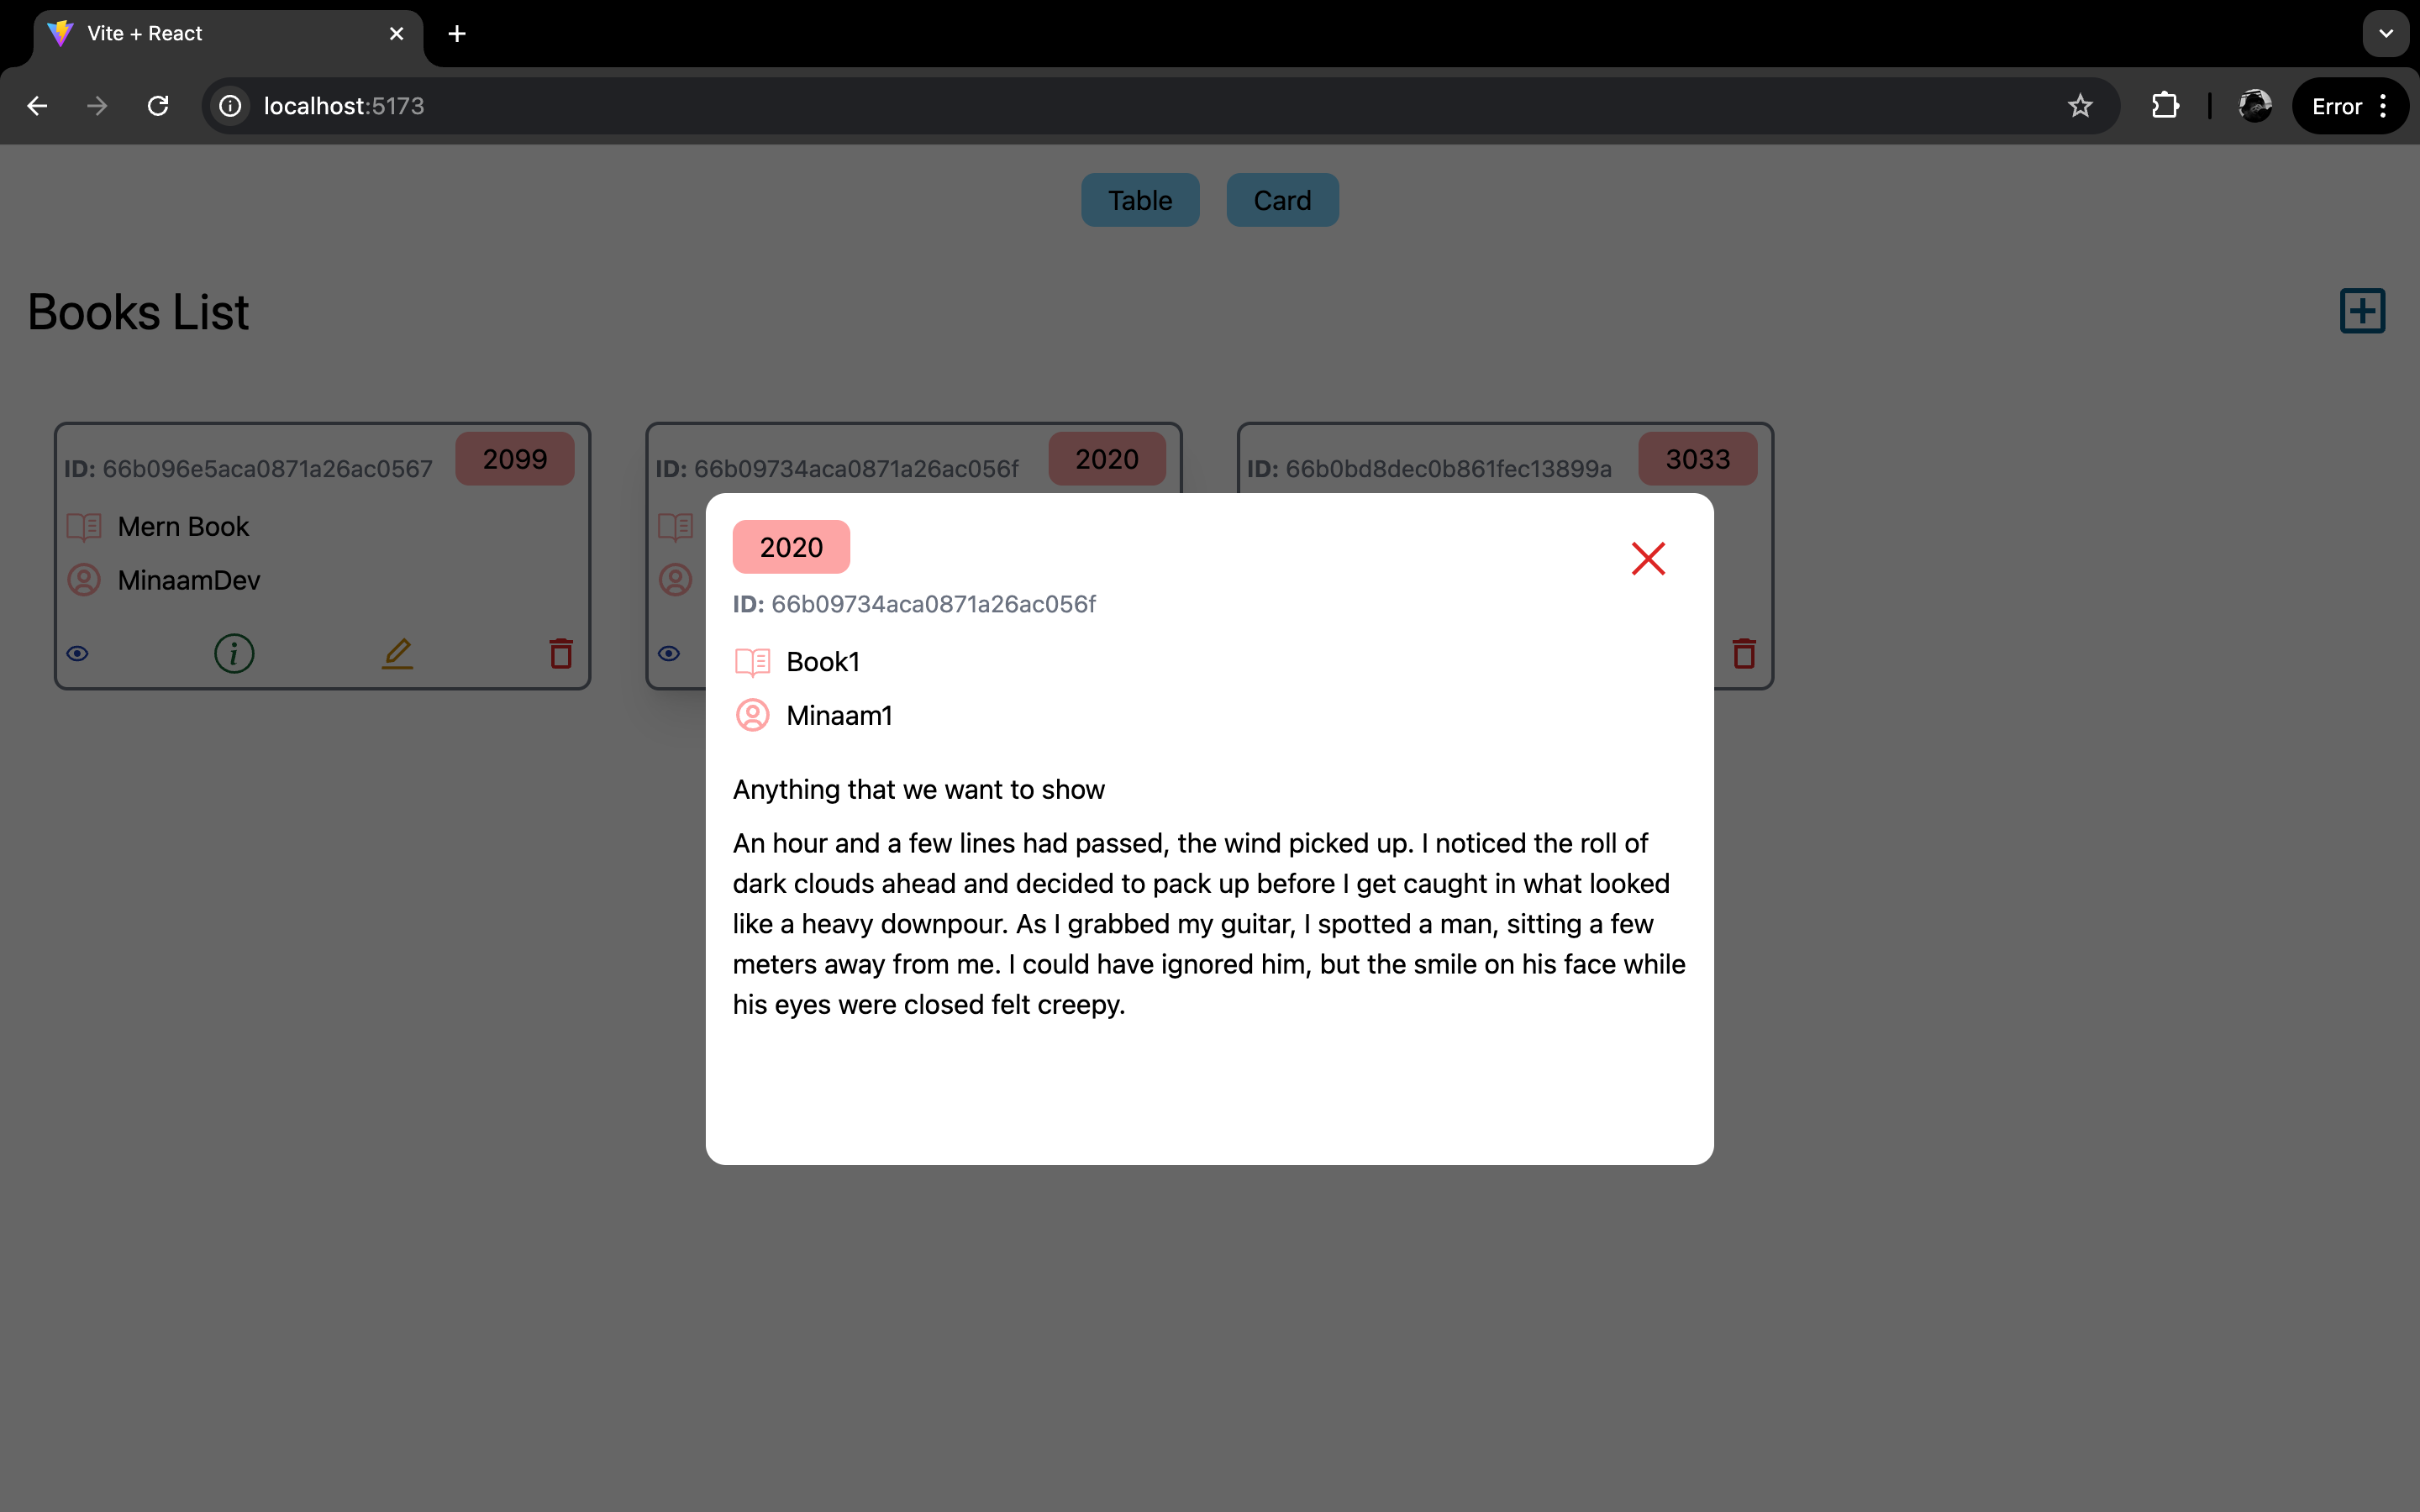 Vite + React
localhost:5173
Error
Table
Card
Books List
ID: 66b096e5aca0871a26ac0567
2099
Mern Book
MinaamDev
ID: 66b09734aca0871a26ac056f
2020
ID: 66b0bd8dec0b861fec13899a
3033
2020
ID: 66b09734aca0871a26ac056f
Book1
Minaam1
Anything that we want to show
An hour and a few lines had passed, the wind picked up. I noticed the roll of
dark clouds ahead and decided to pack up before I get caught in what looked
like a heavy downpour. As I grabbed my guitar, I spotted a man, sitting a few
meters away from me. I could have ignored him, but the smile on his face while
his eyes were closed felt creepy.